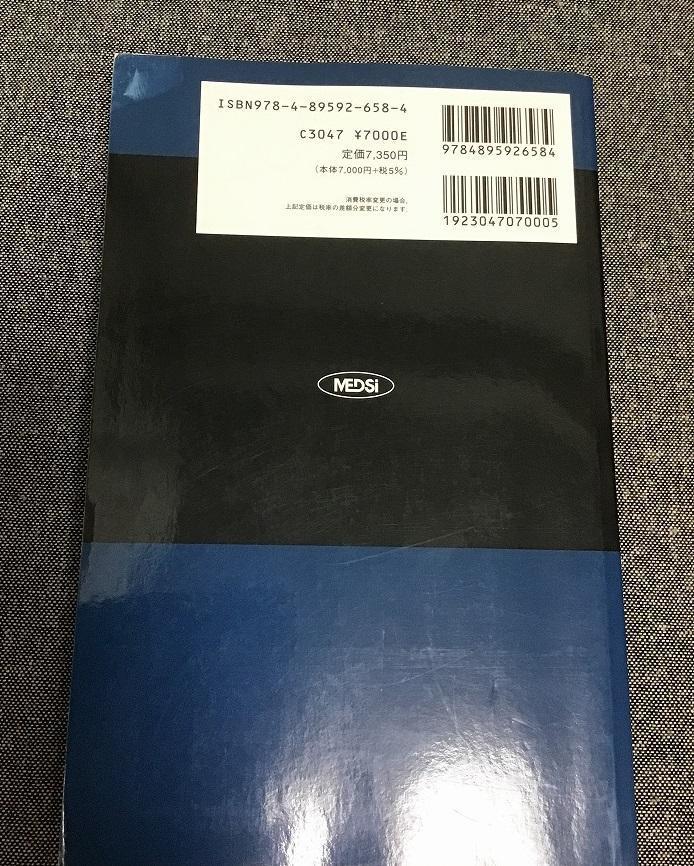 ISBN978-4-89592-658-4
C3047 ¥7000E
定価7,350円
(本体7,000円+税5%)
消費税率変更の場合、
上記定価は税率の差額分変更になります。
9784895926584
1923047070005
MEDSi